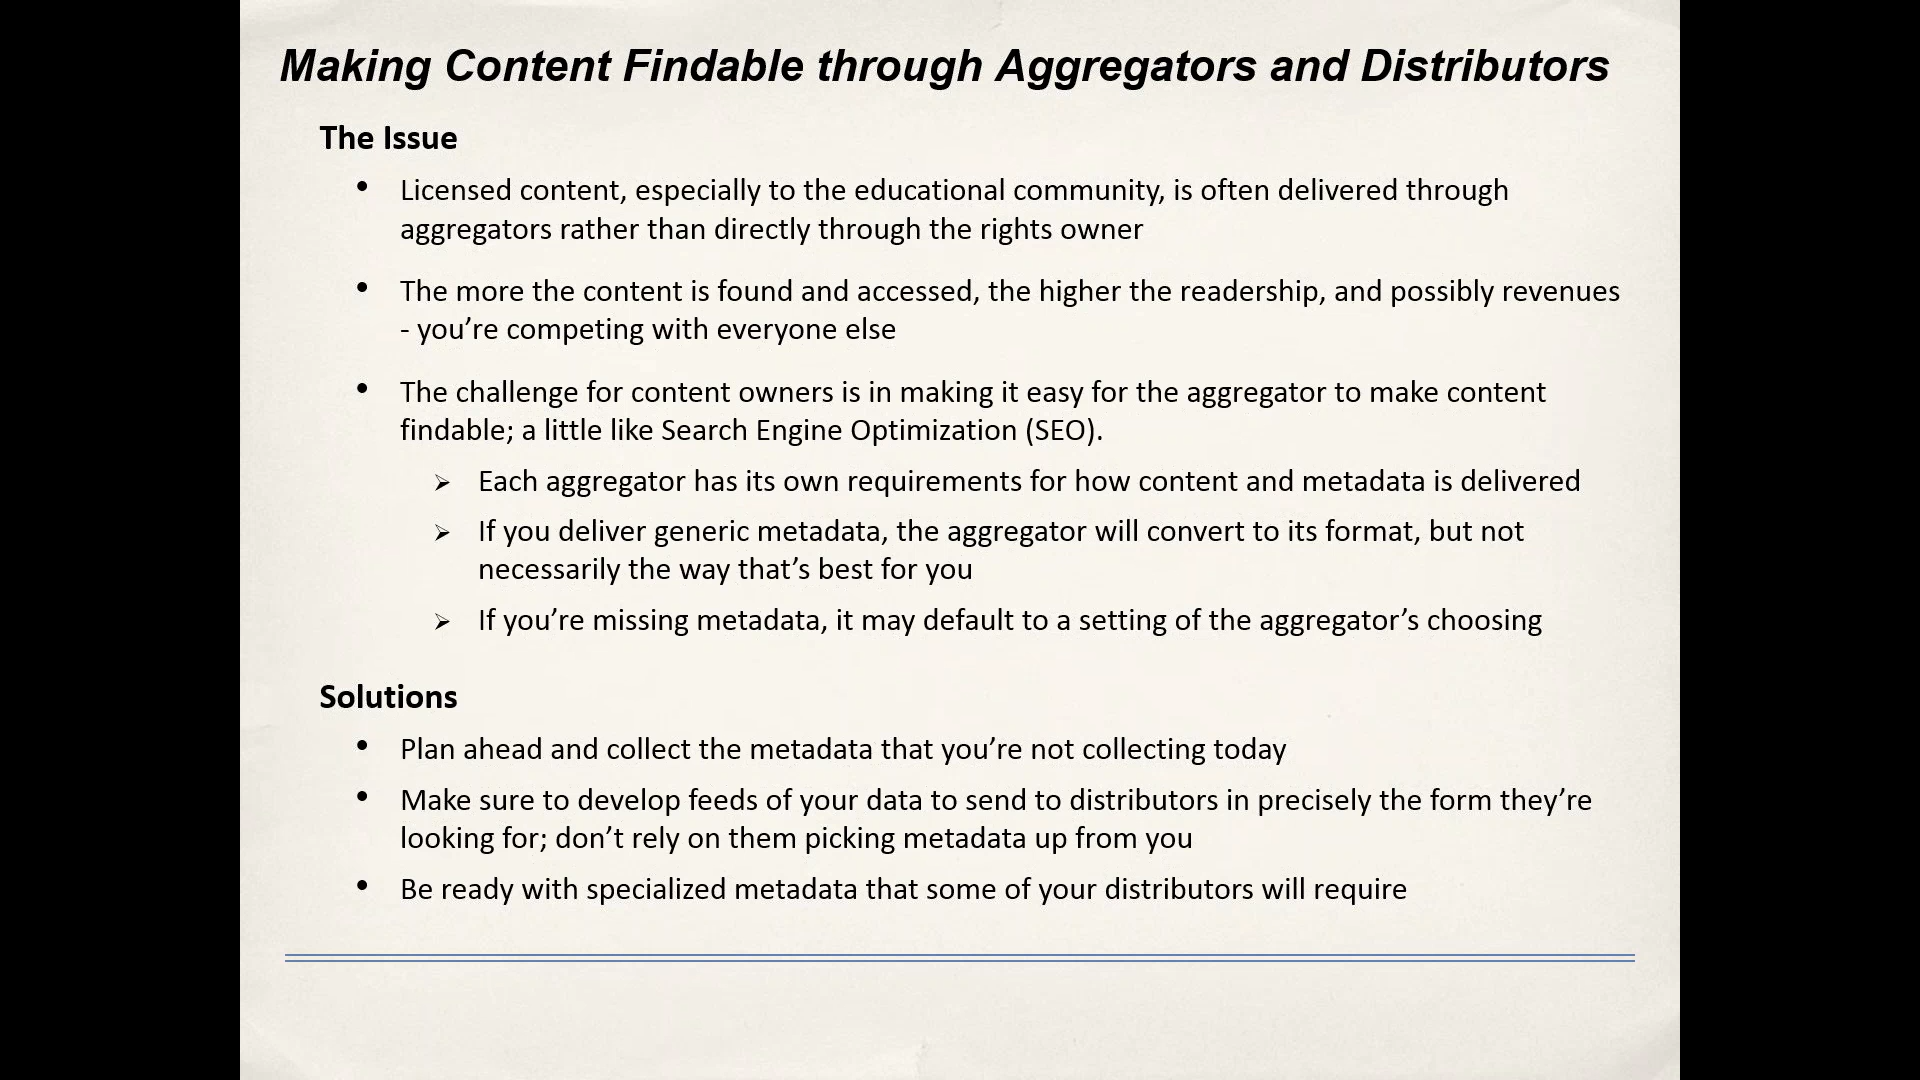 Making Content Findable through Aggregators and Distributors
The Issue
• Licensed content, especially to the educational community, is often delivered through
aggregators rather than directly through the rights owner
• The more the content is found and accessed, the higher the readership, and possibly revenues
- you’re competing with everyone else
• The challenge for content owners is in making it easy for the aggregator to make content
findable; a little like Search Engine Optimization (SEO).
➢ Each aggregator has its own requirements for how content and metadata is delivered
➢ If you deliver generic metadata, the aggregator will convert to its format, but not
necessarily the way that’s best for you
➢ If you’re missing metadata, it may default to a setting of the aggregator’s choosing
Solutions
• Plan ahead and collect the metadata that you’re not collecting today
• Make sure to develop feeds of your data to send to distributors in precisely the form they’re
looking for; don’t rely on them picking metadata up from you
• Be ready with specialized metadata that some of your distributors will require